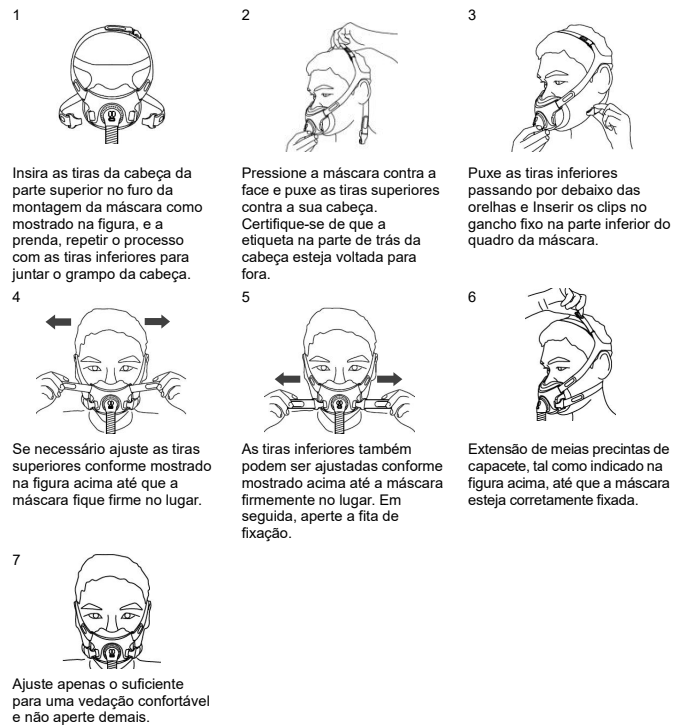 1
Insira as tiras da cabeça da
parte superior no furo da
montagem da máscara como
mostrado na figura, e a
prenda, repetir o processo
com as tiras inferiores para
juntar o grampo da cabeça.
2
Pressione a máscara contra a
face e puxe as tiras superiores
contra a sua cabeça.
Certifique-se de que a
etiqueta na parte de trás da
cabeça esteja voltada para
fora.
3
Puxe as tiras inferiores
passando por debaixo das
orelhas e Inserir os clips no
gancho fixo na parte inferior do
quadro da máscara.
4
Se necessário ajuste as tiras
superiores conforme mostrado
na figura acima até que a
máscara fique firme no lugar.
5
As tiras inferiores também
podem ser ajustadas conforme
mostrado acima até a máscara
firmemente no lugar. Em
seguida, aperte a fita de
fixação.
6
Extensão de meias precintas de
capacete, tal como indicado na
figura acima, até que a máscara
esteja corretamente fixada.
7
Ajuste apenas o suficiente
para uma vedação confortável
e não aperte demais.